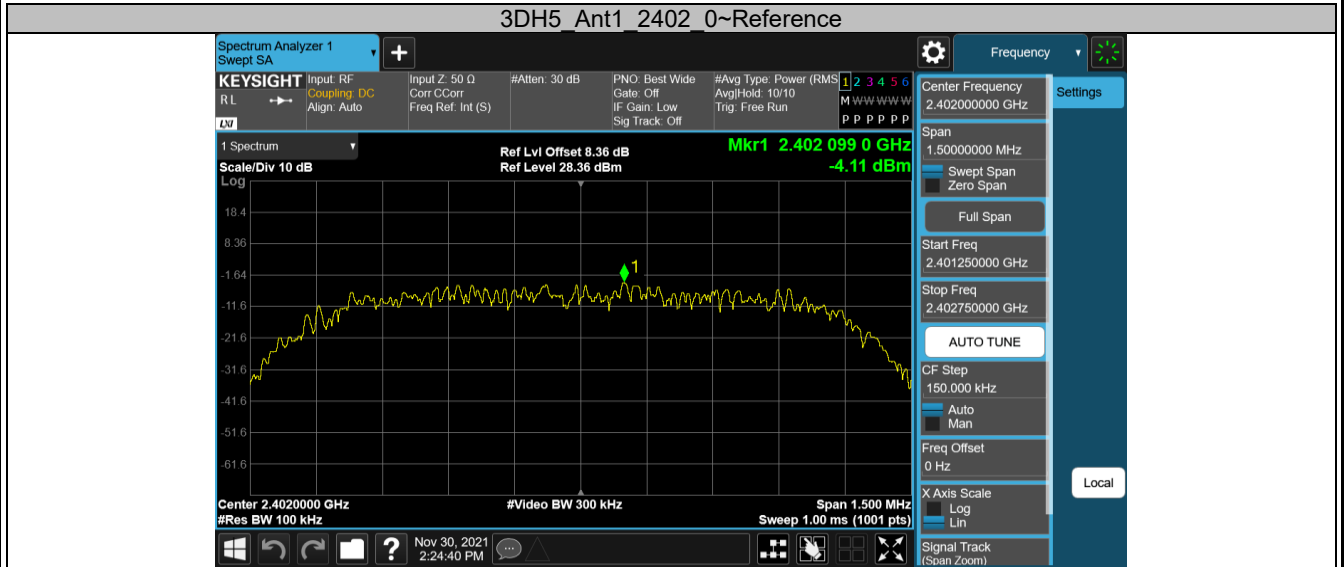 3DH5_Ant1_2402_0~Reference
Spectrum Analyzer 1
Swept SA
+
Frequency
KEYSIGHT
R L
LXI
Input: RF
Coupling: DC
Align: Auto
Input Z: 50 Ω
Corr CCorr
Freq Ref: Int (S)
#Atten: 30 dB
PNO: Best Wide
Gate: Off
IF Gain: Low
Sig Track: Off
#Avg Type: Power (RMS
Avg|Hold: 10/10
Trig: Free Run
1 2 3 4 5 6
M W W W W W
P P P P P P
Center Frequency
2.402000000 GHz
Settings
Span
1.50000000 MHz
Swept Span
Zero Span
Full Span
Start Freq
2.401250000 GHz
Stop Freq
2.402750000 GHz
AUTO TUNE
CF Step
150.000 kHz
Auto
Man
Freq Offset
0 Hz
X Axis Scale
Log
Lin
Signal Track
(Span Zoom)
Local
1 Spectrum
Scale/Div 10 dB
Log
Ref Lvl Offset 8.36 dB
Ref Level 28.36 dBm
Mkr1 2.402 099 0 GHz
-4.11 dBm
18.4
8.36
-1.64
-11.6
-21.6
-31.6
-41.6
-51.6
-61.6
1
Center 2.4020000 GHz
#Res BW 100 kHz
#Video BW 300 kHz
Span 1.500 MHz
Sweep 1.00 ms (1001 pts)
?
Nov 30, 2021
2:24:40 PM